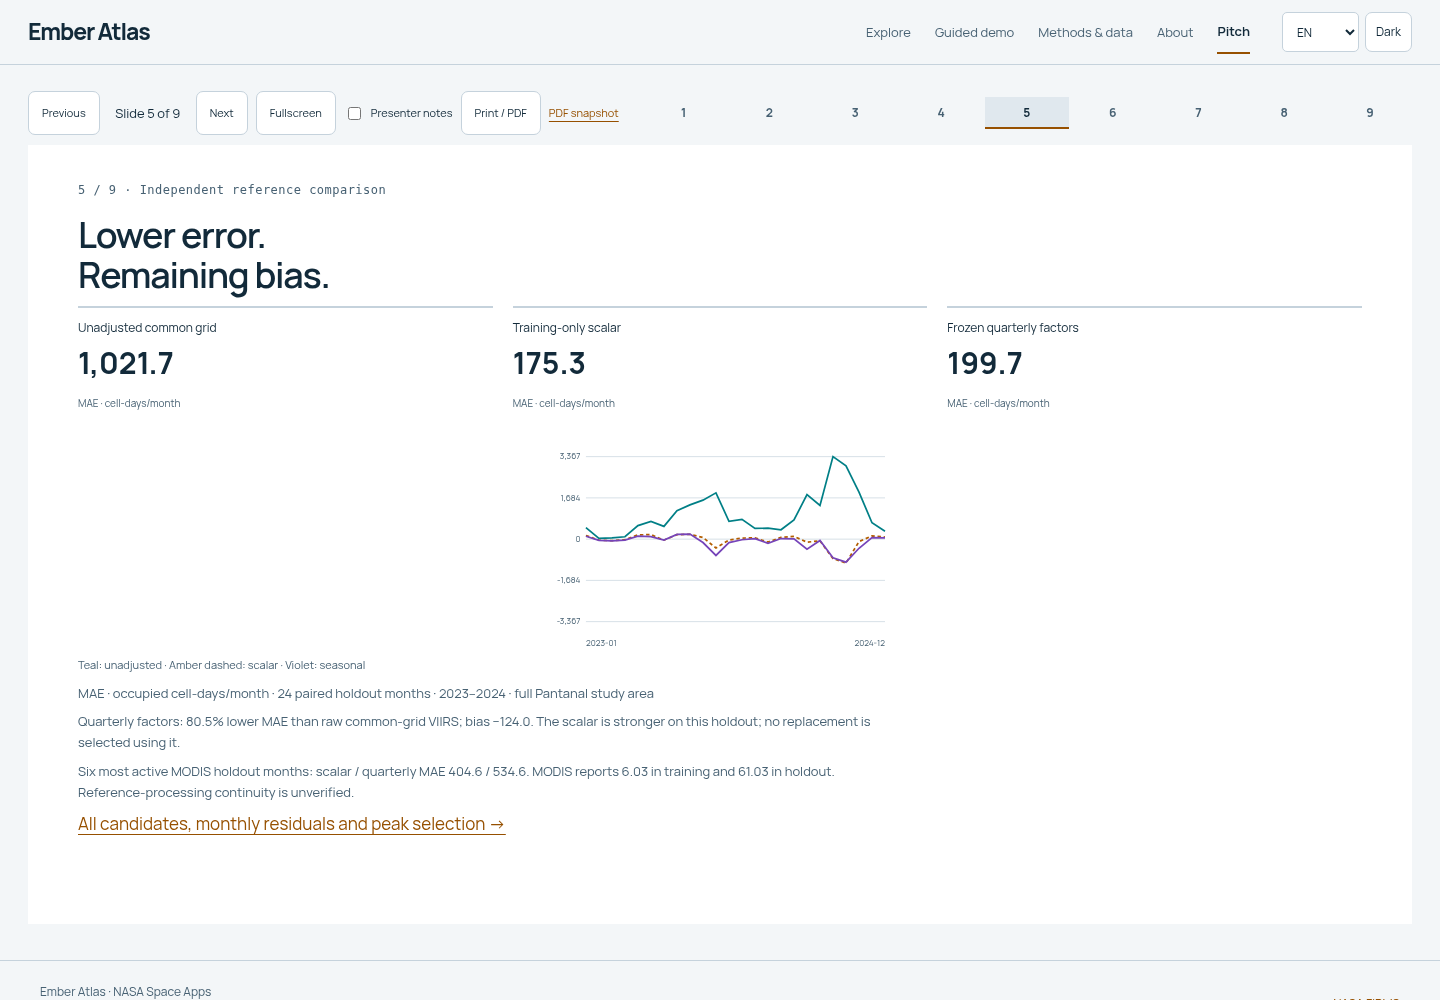 Ember Atlas
Explore
Guided demo
Methods & data
About
Pitch
EN
Dark
Previous
Slide 5 of 9
Next
Fullscreen
Presenter notes
Print / PDF
PDF snapshot
1
2
3
4
5
6
7
8
9
5 / 9 · Independent reference comparison
Lower error.
Remaining bias.
Unadjusted common grid
1,021.7
MAE · cell-days/month
Training-only scalar
175.3
MAE · cell-days/month
Frozen quarterly factors
199.7
MAE · cell-days/month
3,367
1,684
0
-1,684
-3,367
2023-01
2024-12
Teal: unadjusted · Amber dashed: scalar · Violet: seasonal
MAE · occupied cell-days/month · 24 paired holdout months · 2023–2024 · full Pantanal study area
Quarterly factors: 80.5% lower MAE than raw common-grid VIIRS; bias −124.0. The scalar is stronger on this holdout; no replacement is
selected using it.
Six most active MODIS holdout months: scalar / quarterly MAE 404.6 / 534.6. MODIS reports 6.03 in training and 61.03 in holdout.
Reference-processing continuity is unverified.
All candidates, monthly residuals and peak selection →
Ember Atlas · NASA Space Apps